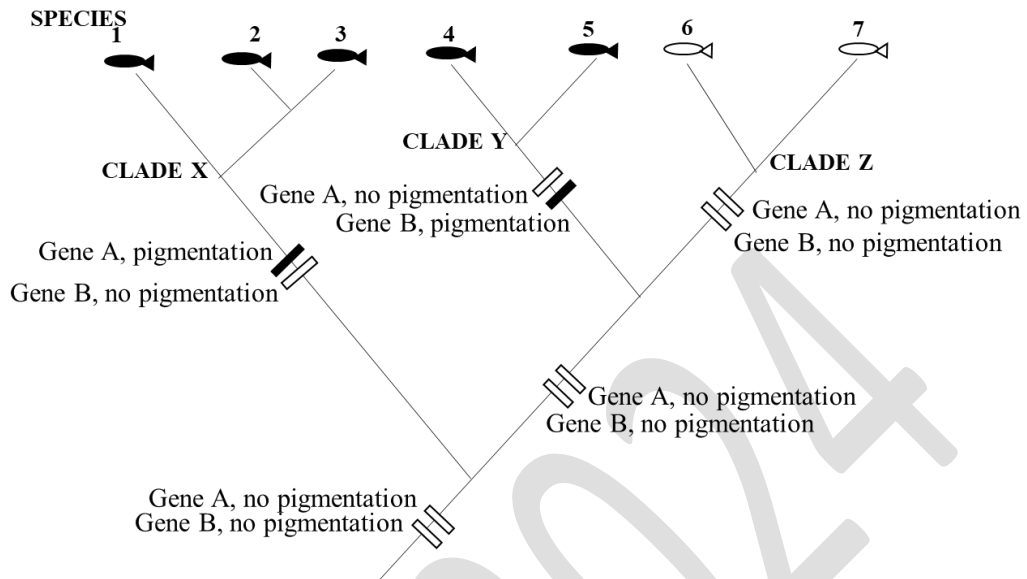 SPECIES
1
2
3
4
5
6
7
CLADE X
CLADE Y
CLADE Z
Gene A, no pigmentation
Gene B, pigmentation
Gene A, no pigmentation
Gene B, no pigmentation
Gene A, pigmentation
Gene B, no pigmentation
Gene A, no pigmentation
Gene B, no pigmentation
Gene A, no pigmentation
Gene B, no pigmentation
2024